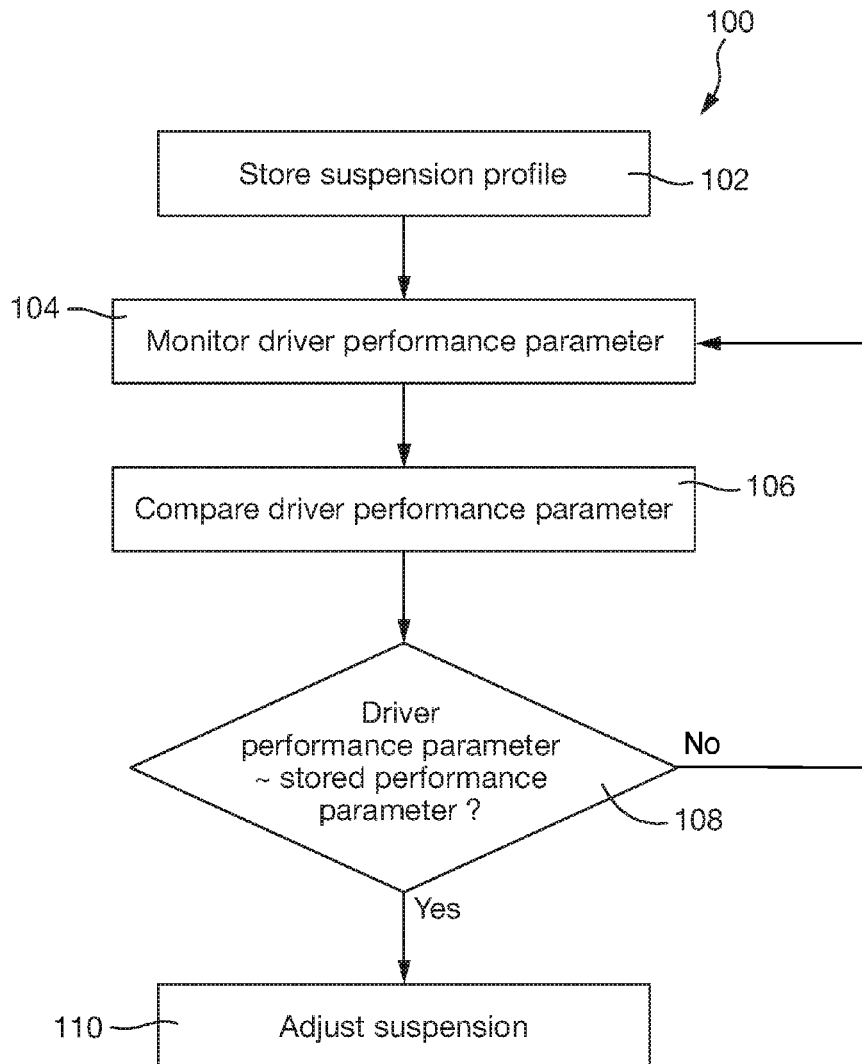 100
Store suspension profile
102
104
Monitor driver performance parameter
Compare driver performance parameter
106
Driver
performance parameter
~ stored performance
parameter ?
No
108
Yes
110
Adjust suspension